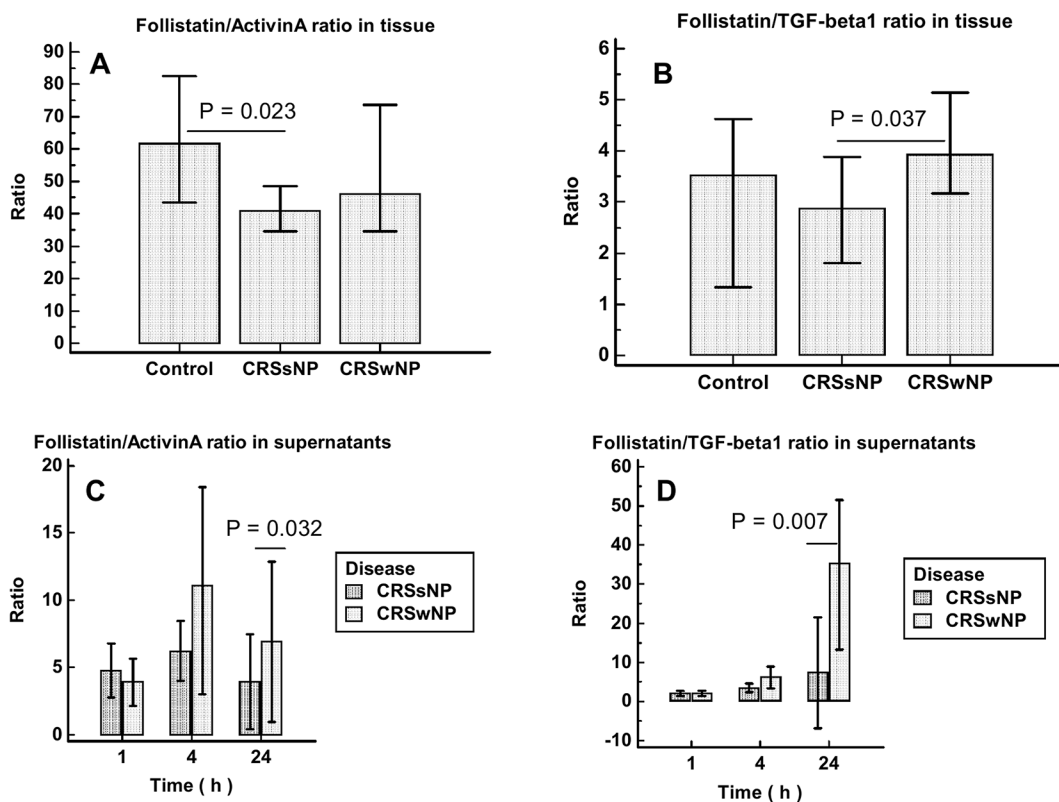 Follistatin/ActivinA ratio in tissue
A
P = 0.023
Ratio
90
80
70
60
50
40
30
20
10
0
Control CRSsNP CRSwNP
Follistatin/TGF-beta1 ratio in tissue
B
P = 0.037
Ratio
6
5
4
3
2
1
0
Control CRSsNP CRSwNP
Follistatin/ActivinA ratio in supernatants
C
P = 0.032
Ratio
20
15
10
5
0
1 4 24
Time ( h )
Disease
CRSsNP
CRSwNP
Follistatin/TGF-beta1 ratio in supernatants
D
P = 0.007
Ratio
60
50
40
30
20
10
0
-10
1 4 24
Time ( h )
Disease
CRSsNP
CRSwNP